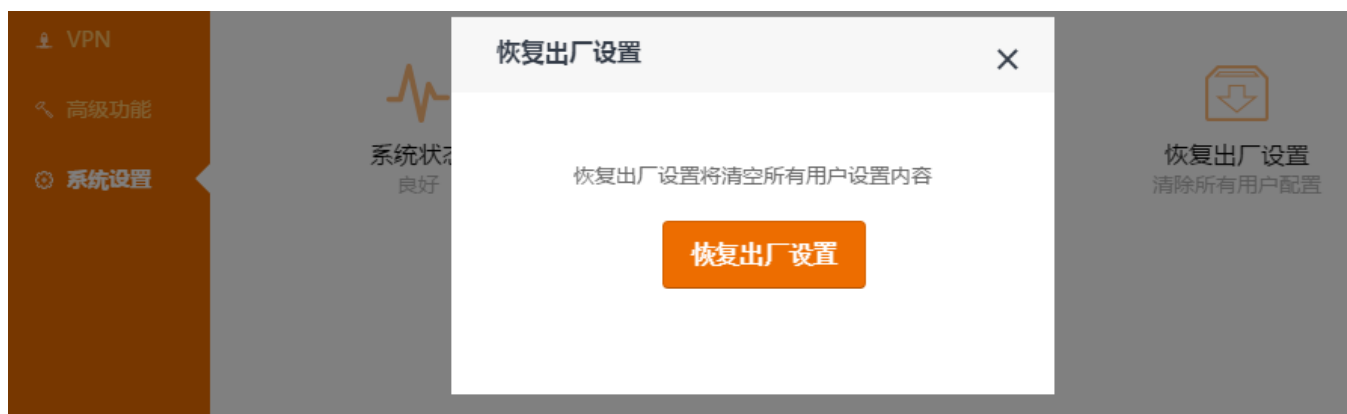 VPN
高级功能
系统设置
系统状
良好
恢复出厂设置
恢复出厂设置将清空所有用户设置内容
恢复出厂设置
恢复出厂设置
清除所有用户配置